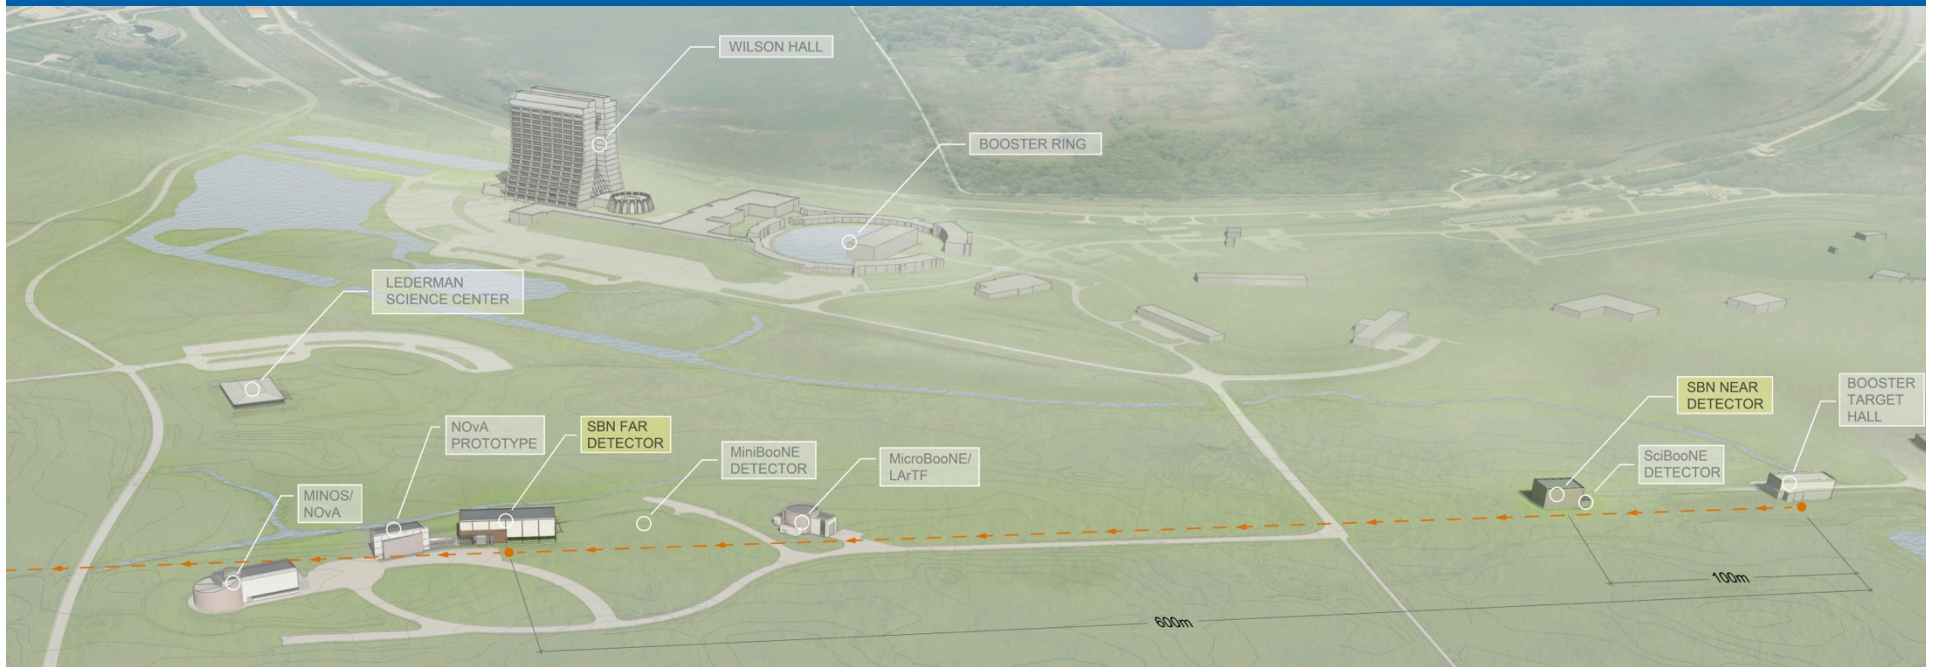 WILSON HALL
BOOSTER RING
LEDERMAN
SCIENCE CENTER
SBN NEAR
DETECTOR
BOOSTER
TARGET
HALL
NOvA
PROTOTYPE
SBN FAR
DETECTOR
MiniBooNE
DETECTOR
MicroBooNE/
LArTF
SciBooNE
DETECTOR
MINOS/
NOvA
100m
600m